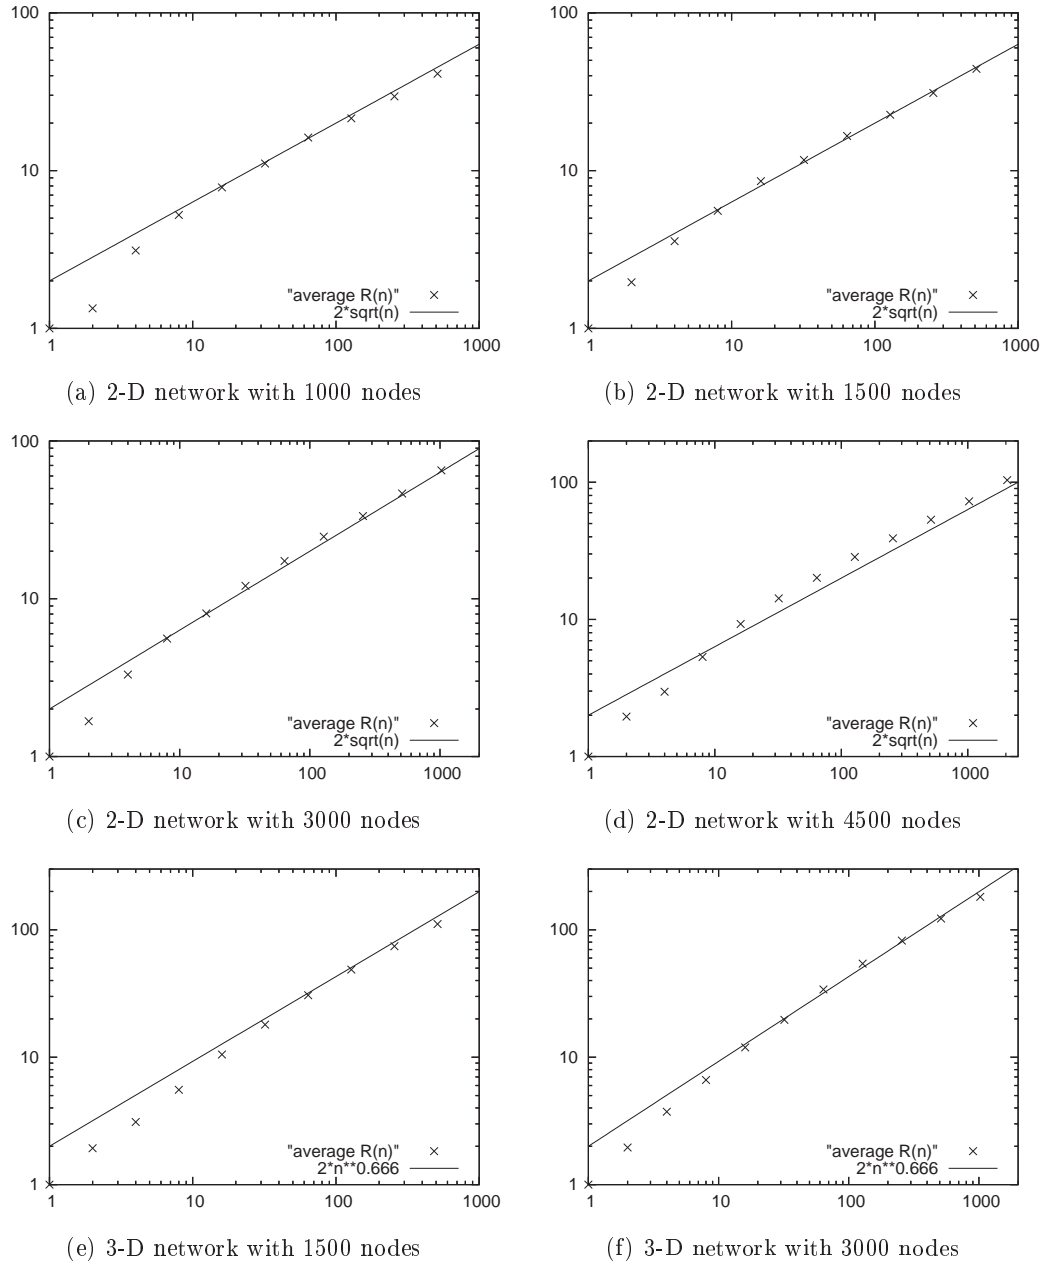 100
10
1
1 10 100 1000
"average R(n)"
2*sqrt(n)
(a) 2-D network with 1000 nodes
100
10
1
1 10 100 1000
"average R(n)"
2*sqrt(n)
(b) 2-D network with 1500 nodes
100
10
1
1 10 100 1000
"average R(n)"
2*sqrt(n)
(c) 2-D network with 3000 nodes
100
10
1
1 10 100 1000
"average R(n)"
2*sqrt(n)
(d) 2-D network with 4500 nodes
100
10
1
1 10 100 1000
"average R(n)"
2*n**0.666
(e) 3-D network with 1500 nodes
100
10
1
1 10 100 1000
"average R(n)"
2*n**0.666
(f) 3-D network with 3000 nodes